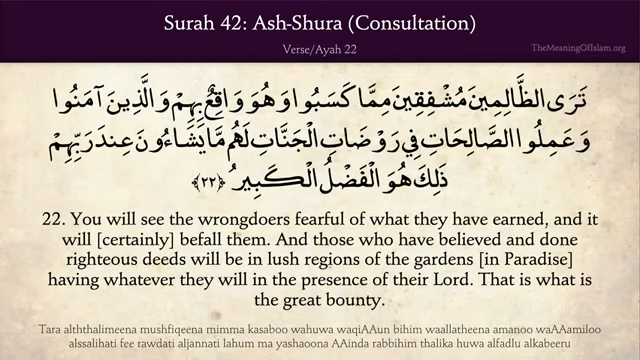 Surah 42: Ash-Shura (Consultation)
Verse/Ayah 22
TheMeaningOfIslam.org
تَرَى الظَّالِمِينَ مُشْفِقِينَ مِمَّا كَسَبُوا وَهُوَ وَاقِعٌ بِهِمْ وَالَّذِينَ آمَنُوا
وَعَمِلُوا الصَّالِحَاتِ فِي رَوْضَاتِ الْجَنَّاتِ لَهُم مَّا يَشَاءُونَ عِندَ رَبِّهِمْ
ذَٰلِكَ هُوَ الْفَضْلُ الْكَبِيرُ ﴿٢٢﴾
22. You will see the wrongdoers fearful of what they have earned, and it
will [certainly] befall them. And those who have believed and done
righteous deeds will be in lush regions of the gardens [in Paradise]
having whatever they will in the presence of their Lord. That is what is
the great bounty.
Tara alththalimeena mushfiqeena mimma kasaboo wahuwa waqiAAun bihim waallatheena amanoo waAAamiloo
alssalihati fee rawdati aljannati lahum ma yashaoona AAinda rabbihim thalika huwa alfadlu alkabeeru